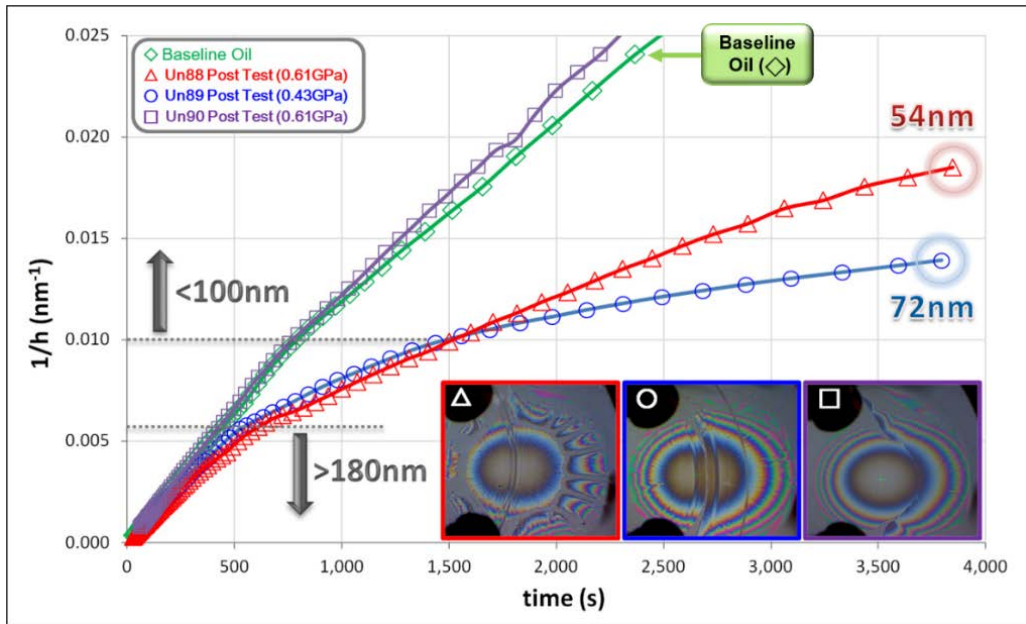 0.025
0.020
0.015
0.010
0.005
0.000
1/h (nm⁻¹)
Baseline Oil
Un88 Post Test (0.61GPa)
Un89 Post Test (0.43GPa)
Un90 Post Test (0.61GPa)
Baseline
Oil (◇)
54nm
72nm
<100nm
>180nm
0
500
1,000
1,500
2,000
2,500
3,000
3,500
4,000
time (s)